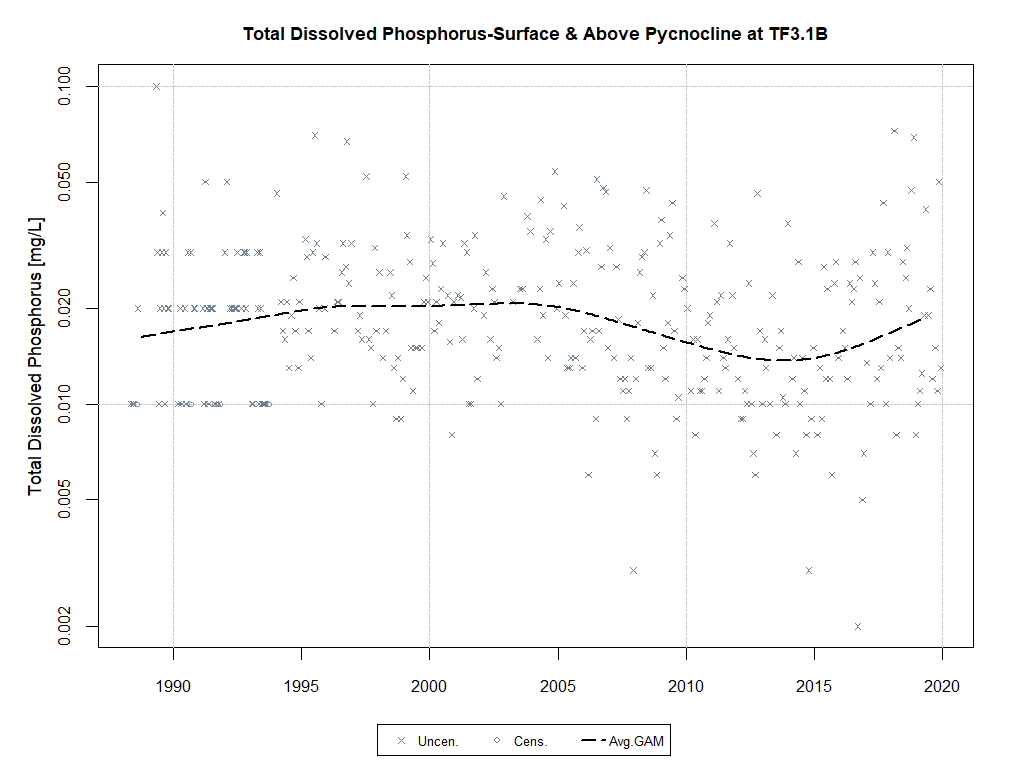 Total Dissolved Phosphorus-Surface & Above Pycnocline at TF3.1B
Total Dissolved Phosphorus [mg/L]
0.100
0.050
0.020
0.010
0.005
0.002
1990 1995 2000 2005 2010 2015 2020
Uncen. Cens. Avg.GAM